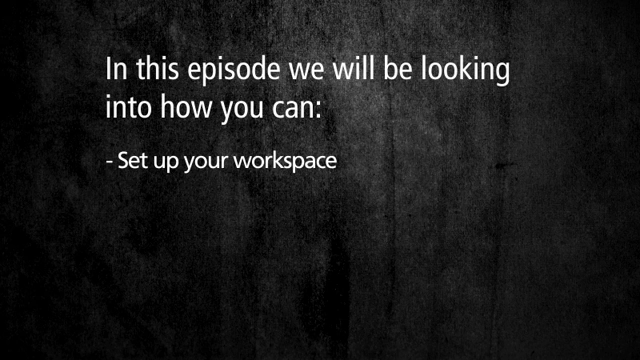 In this episode we will be looking
into how you can:
- Set up your workspace